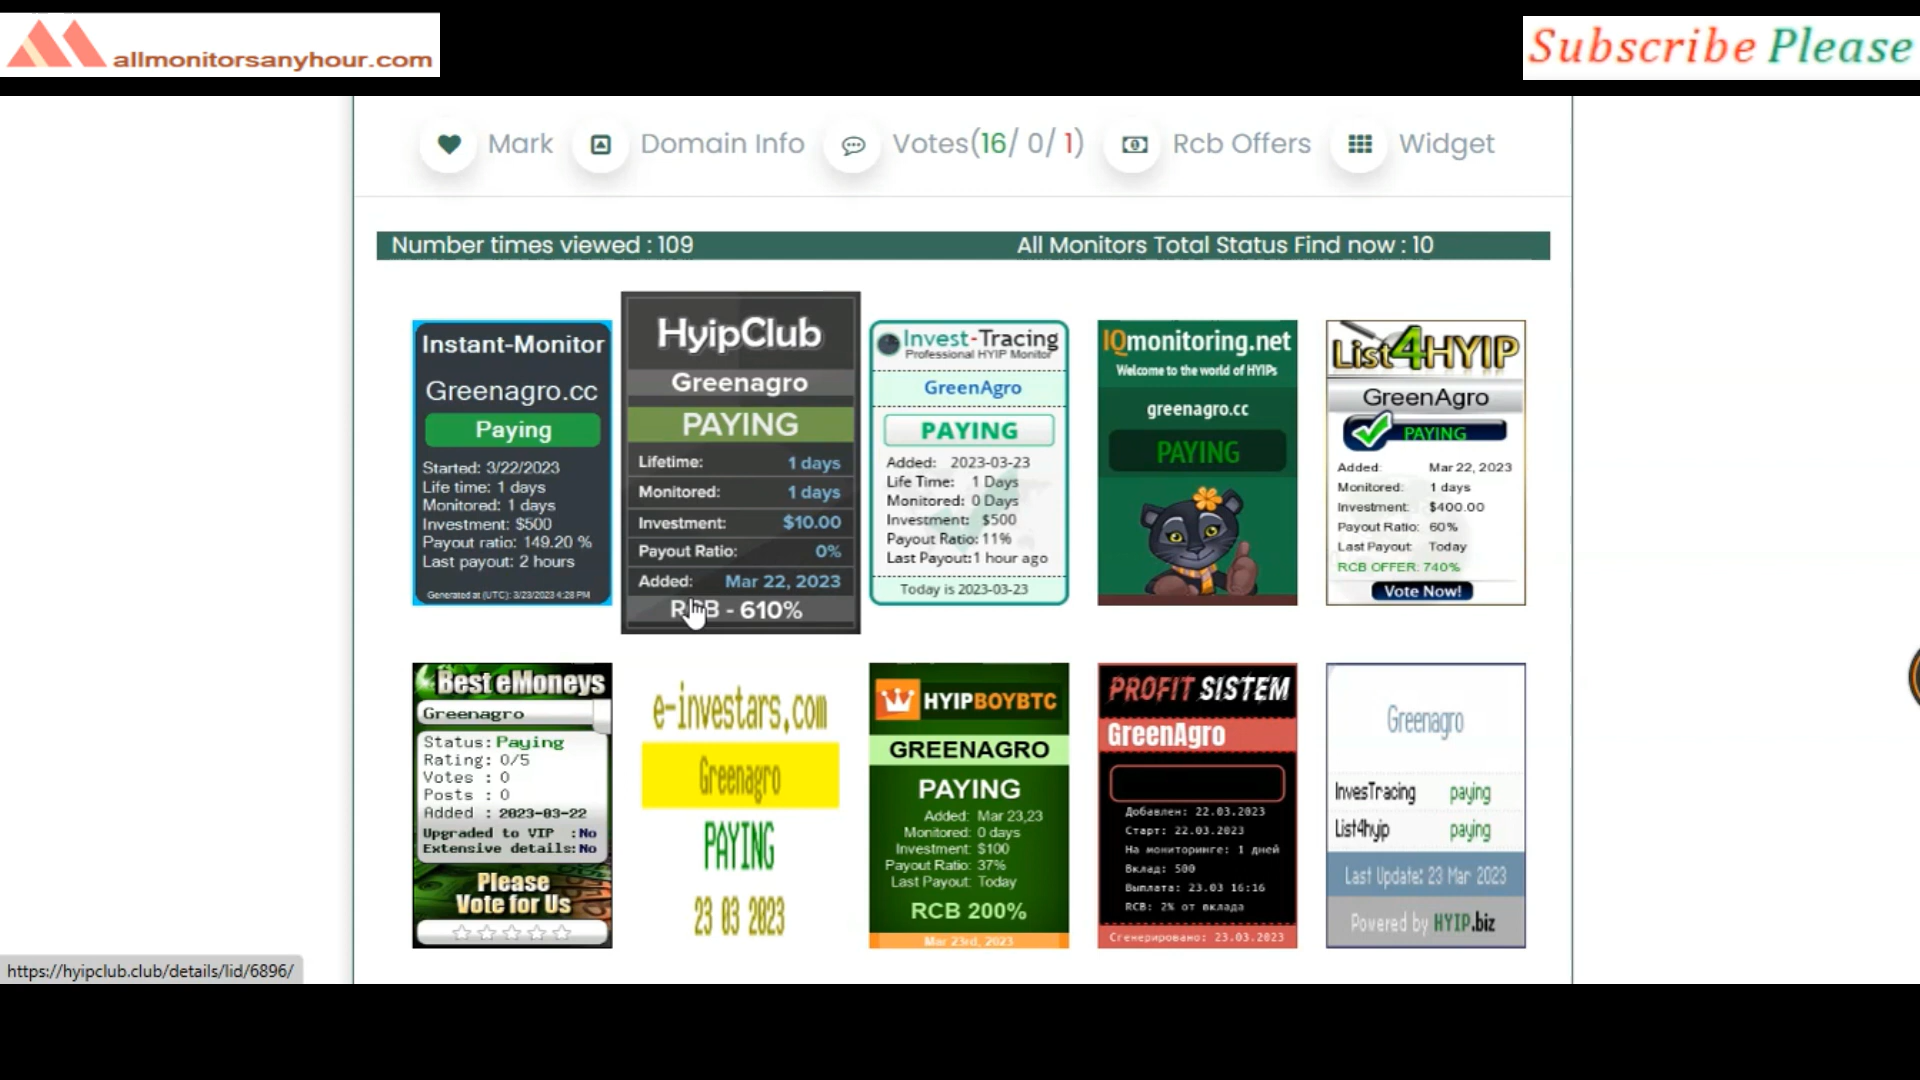 allmonitorsanyhour.com
Subscribe Please
Mark
Domain Info
Votes(16/ 0/ 1)
Rcb Offers
Widget
Number times viewed : 109
All Monitors Total Status Find now : 10
Instant-Monitor
Greenagro.cc
Paying
Started: 3/22/2023
Life time: 1 days
Monitored: 1 days
Investment: $500
Payout ratio: 149.20 %
Last payout: 2 hours
Generated at (UTC): 3/23/2023 4:28 PM
HyipClub
Greenagro
PAYING
Lifetime: 1 days
Monitored: 1 days
Investment: $10.00
Payout Ratio: 0%
Added: Mar 22, 2023
- 610%
Invest-Tracing
Professional HYIP Monitor
GreenAgro
PAYING
Added: 2023-03-23
Life Time: 1 Days
Monitored: 0 Days
Investment: $500
Payout Ratio: 11%
Last Payout: 1 hour ago
Today is 2023-03-23
IQmonitoring.net
Welcome to the world of HYIPs
greenagro.cc
PAYING
List4HYIP
GreenAgro
PAYING
Added: Mar 22, 2023
Monitored: 1 days
Investment: $400.00
Payout Ratio: 60%
Last Payout: Today
RCB OFFER: 740%
Vote Now!
Best eMoneys
Greenagro
Status: Paying
Rating: 0/5
Votes : 0
Posts : 0
Added : 2023-03-22
Upgraded to VIP :No
Extensive details:No
Please
Vote for Us
e-investars.com
Greenagro
PAYING
23 03 2023
HYIPBOYBTC
GREENAGRO
PAYING
Added: Mar 23,23
Monitored: 0 days
Investment: $100
Payout Ratio: 37%
Last Payout: Today
RCB 200%
Mar 23rd, 2023
PROFIT SISTEM
GreenAgro
Добавлен: 22.03.2023
Старт: 22.03.2023
На мониторинге: 1 дней
Вклад: 500
Выплата: 23.03 16:16
RCB: 2% от вклада
Сгенерировано: 23.03.2023
Greenagro
InvesTracing paying
List4hyip paying
Last Update: 23 Mar 2023
Powered by HYIP.biz
https://hyipclub.club/details/lid/6896/